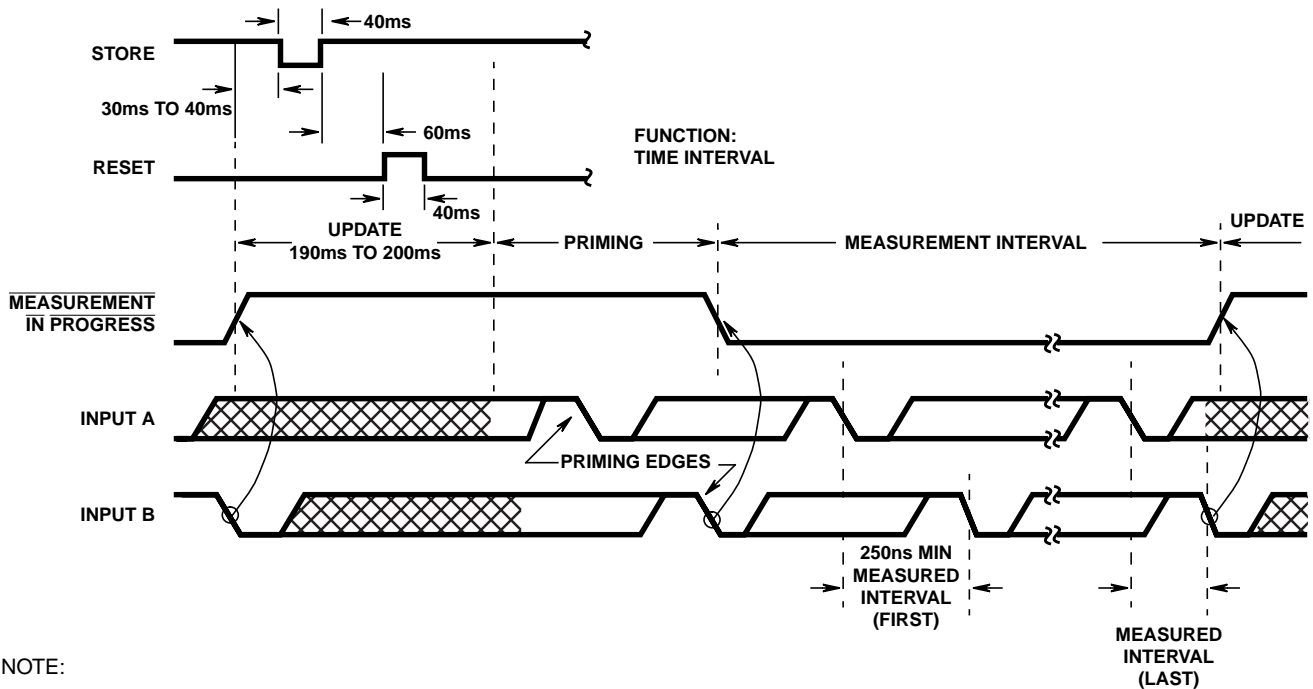 40ms
STORE
30ms TO 40ms
60ms
FUNCTION:
TIME INTERVAL
RESET
40ms
UPDATE
190ms TO 200ms
PRIMING
MEASUREMENT INTERVAL
UPDATE
MEASUREMENT
IN PROGRESS
INPUT A
PRIMING EDGES
INPUT B
250ns MIN
MEASURED
INTERVAL
(FIRST)
MEASURED
INTERVAL
(LAST)
NOTE: